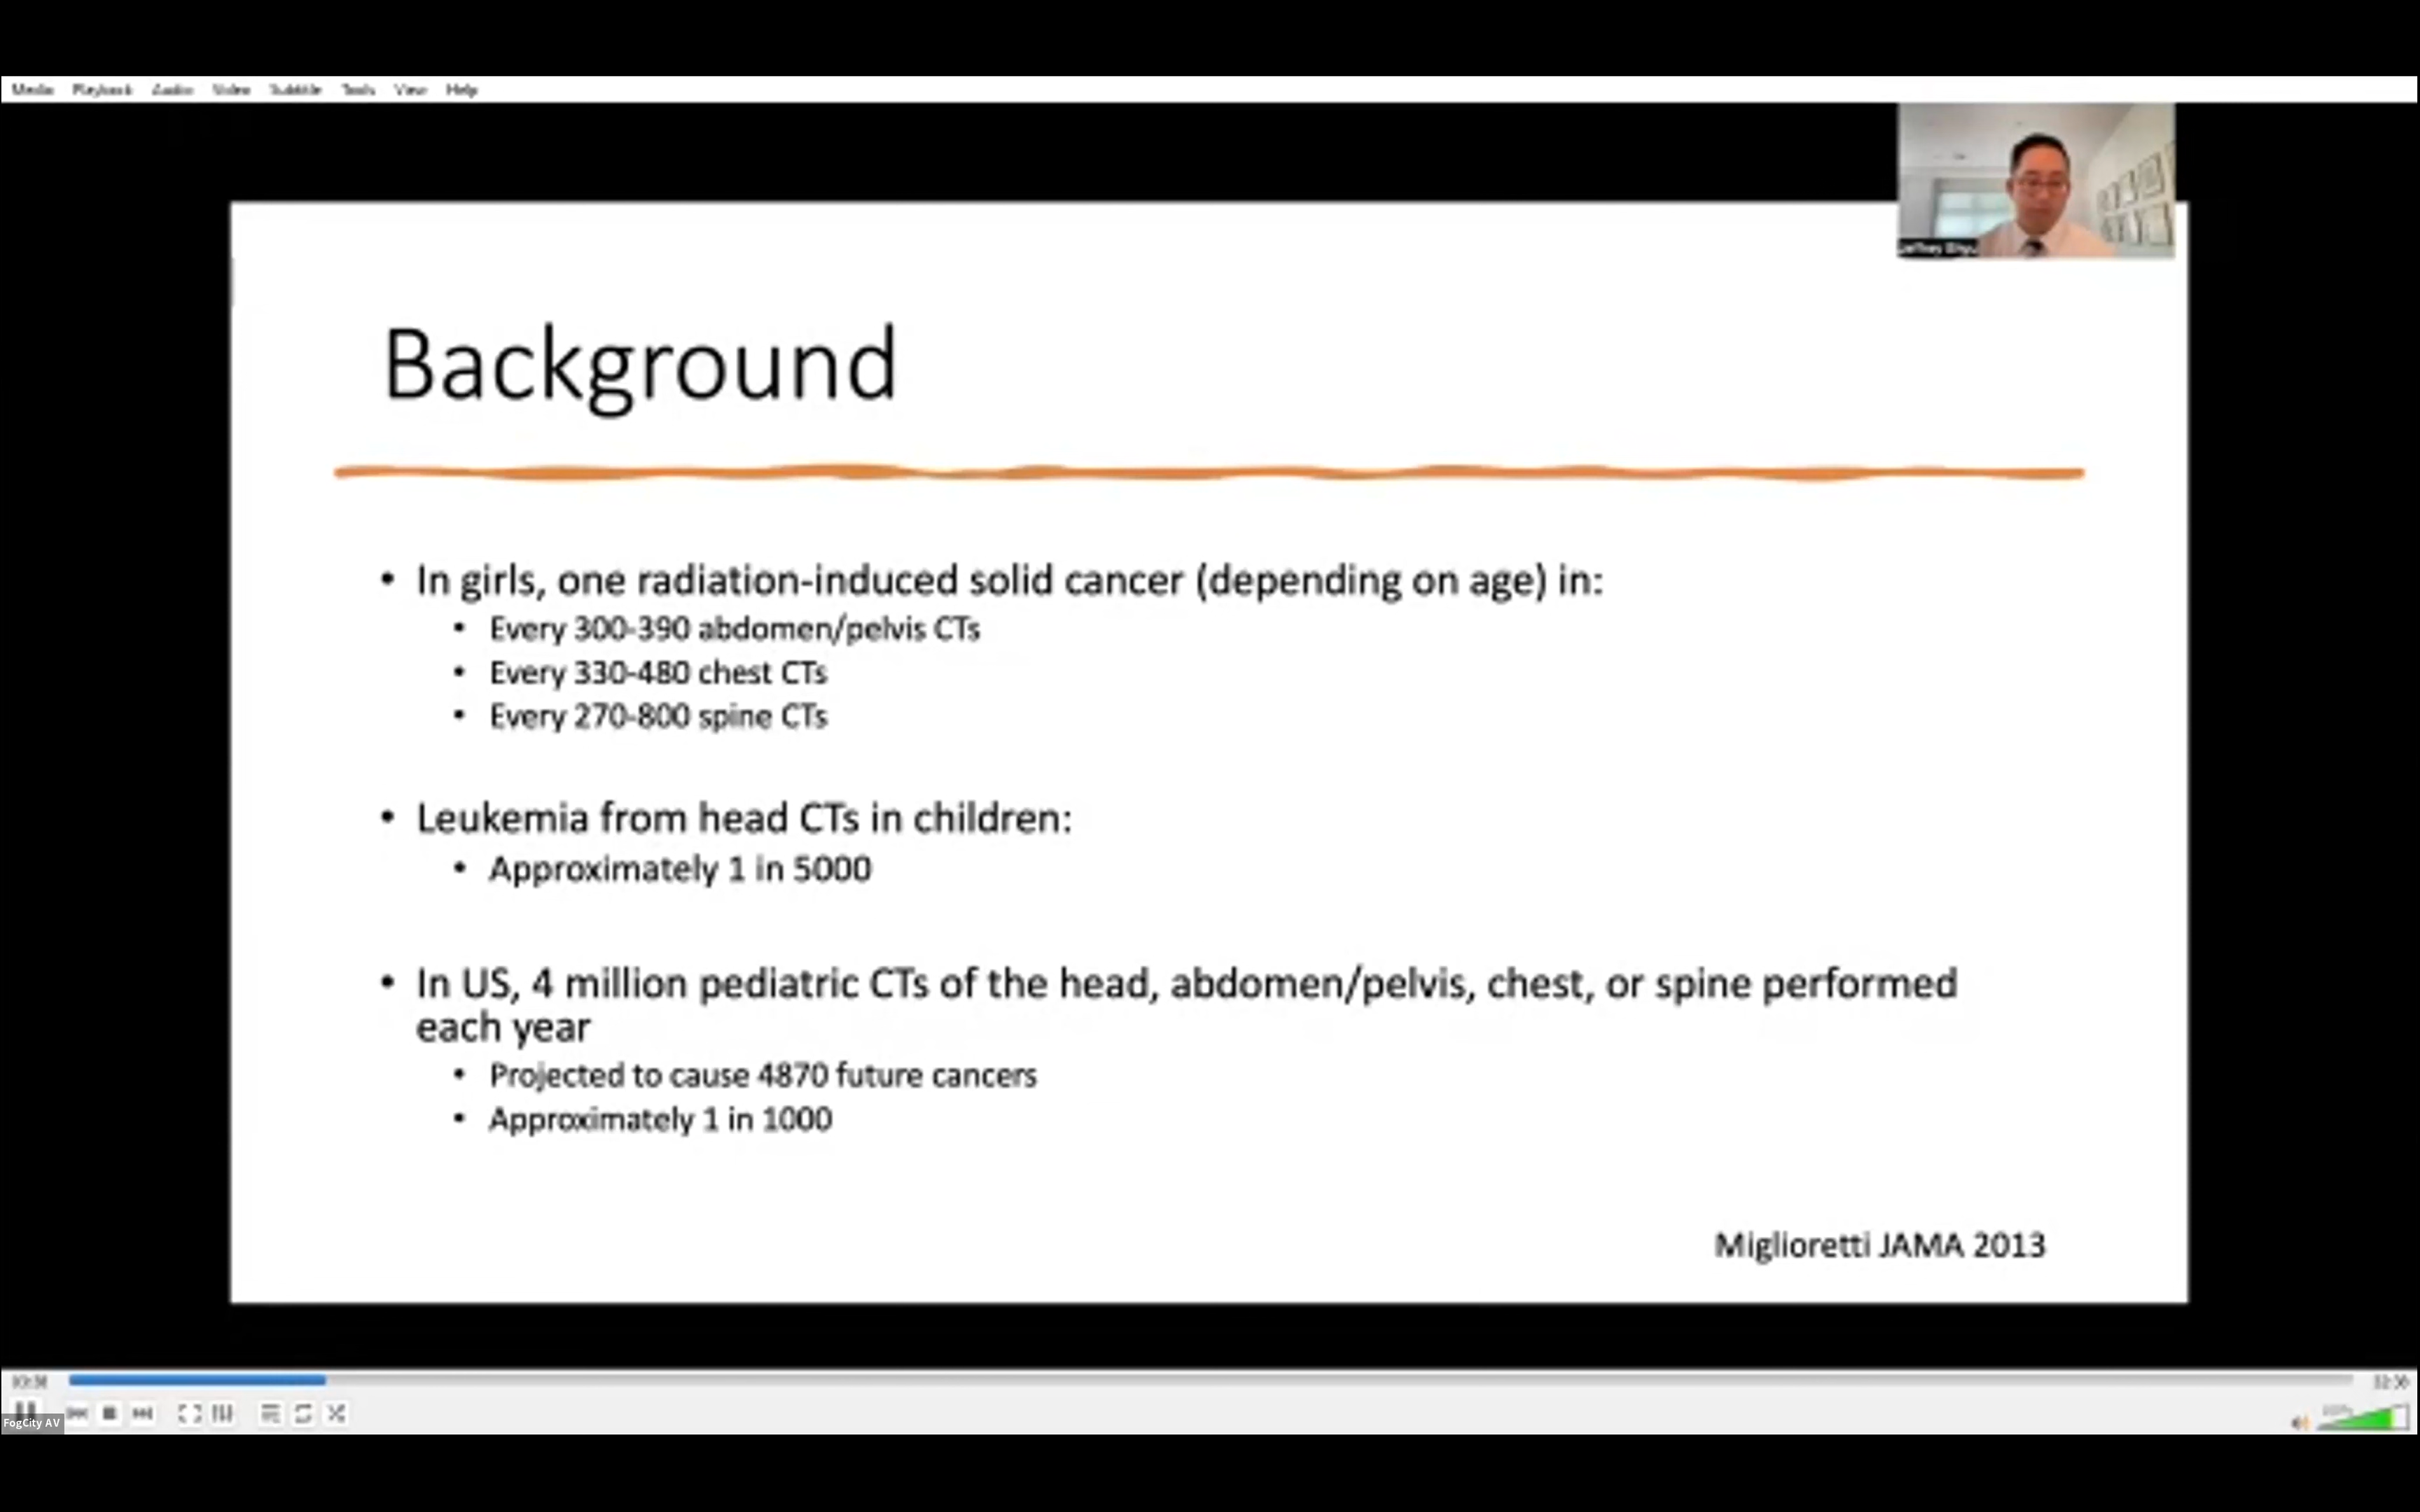 Media Playback Audio Video Subtitle Tools View Help
Background
• In girls, one radiation-induced solid cancer (depending on age) in:
• Every 300-390 abdomen/pelvis CTs
• Every 330-480 chest CTs
• Every 270-800 spine CTs
• Leukemia from head CTs in children:
• Approximately 1 in 5000
• In US, 4 million pediatric CTs of the head, abdomen/pelvis, chest, or spine performed
each year
• Projected to cause 4870 future cancers
• Approximately 1 in 1000
Miglioretti JAMA 2013
FogCity AV